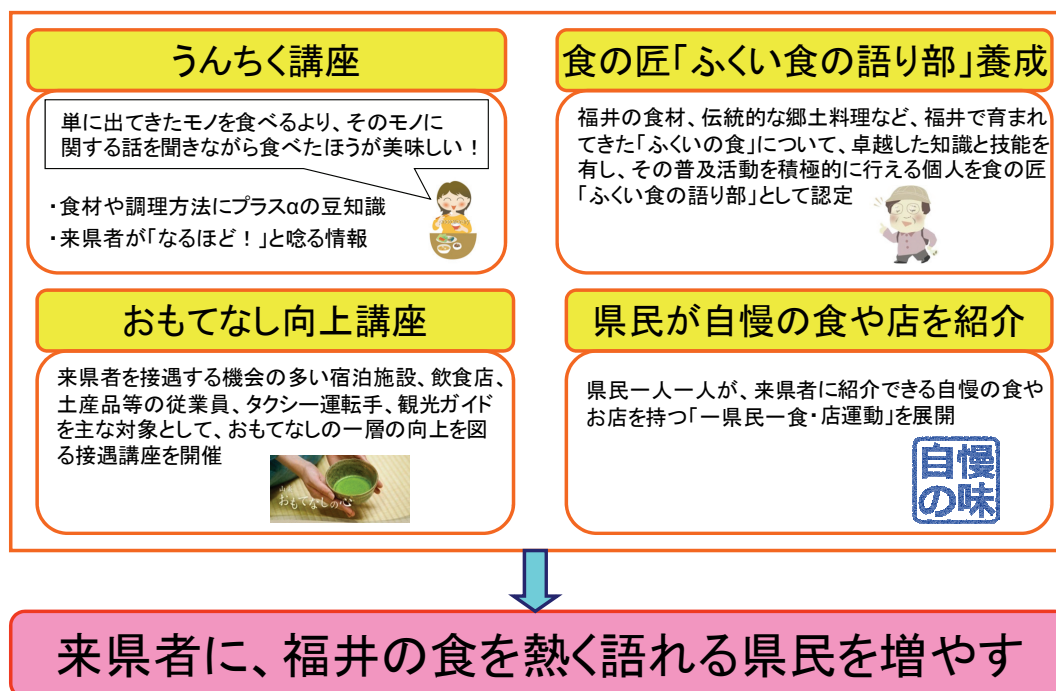 うんちく講座
単に出てきたモノを食べるより、そのモノに
関する話を聞きながら食べたほうが美味しい！
・食材や調理方法にプラスαの豆知識
・来県者が「なるほど！」と唸る情報
食の匠「ふくい食の語り部」養成
福井の食材、伝統的な郷土料理など、福井で育まれ
てきた「ふくいの食」について、卓越した知識と技能を
有し、その普及活動を積極的に行える個人を食の匠
「ふくい食の語り部」として認定
おもてなし向上講座
来県者を接遇する機会の多い宿泊施設、飲食店、
土産品等の従業員、タクシー運転手、観光ガイド
を主な対象として、おもてなしの一層の向上を図
る接遇講座を開催
おもてなしの心
県民が自慢の食や店を紹介
県民一人一人が、来県者に紹介できる自慢の食や
お店を持つ「一県民一食・店運動」を展開
自慢
の味
来県者に、福井の食を熱く語れる県民を増やす